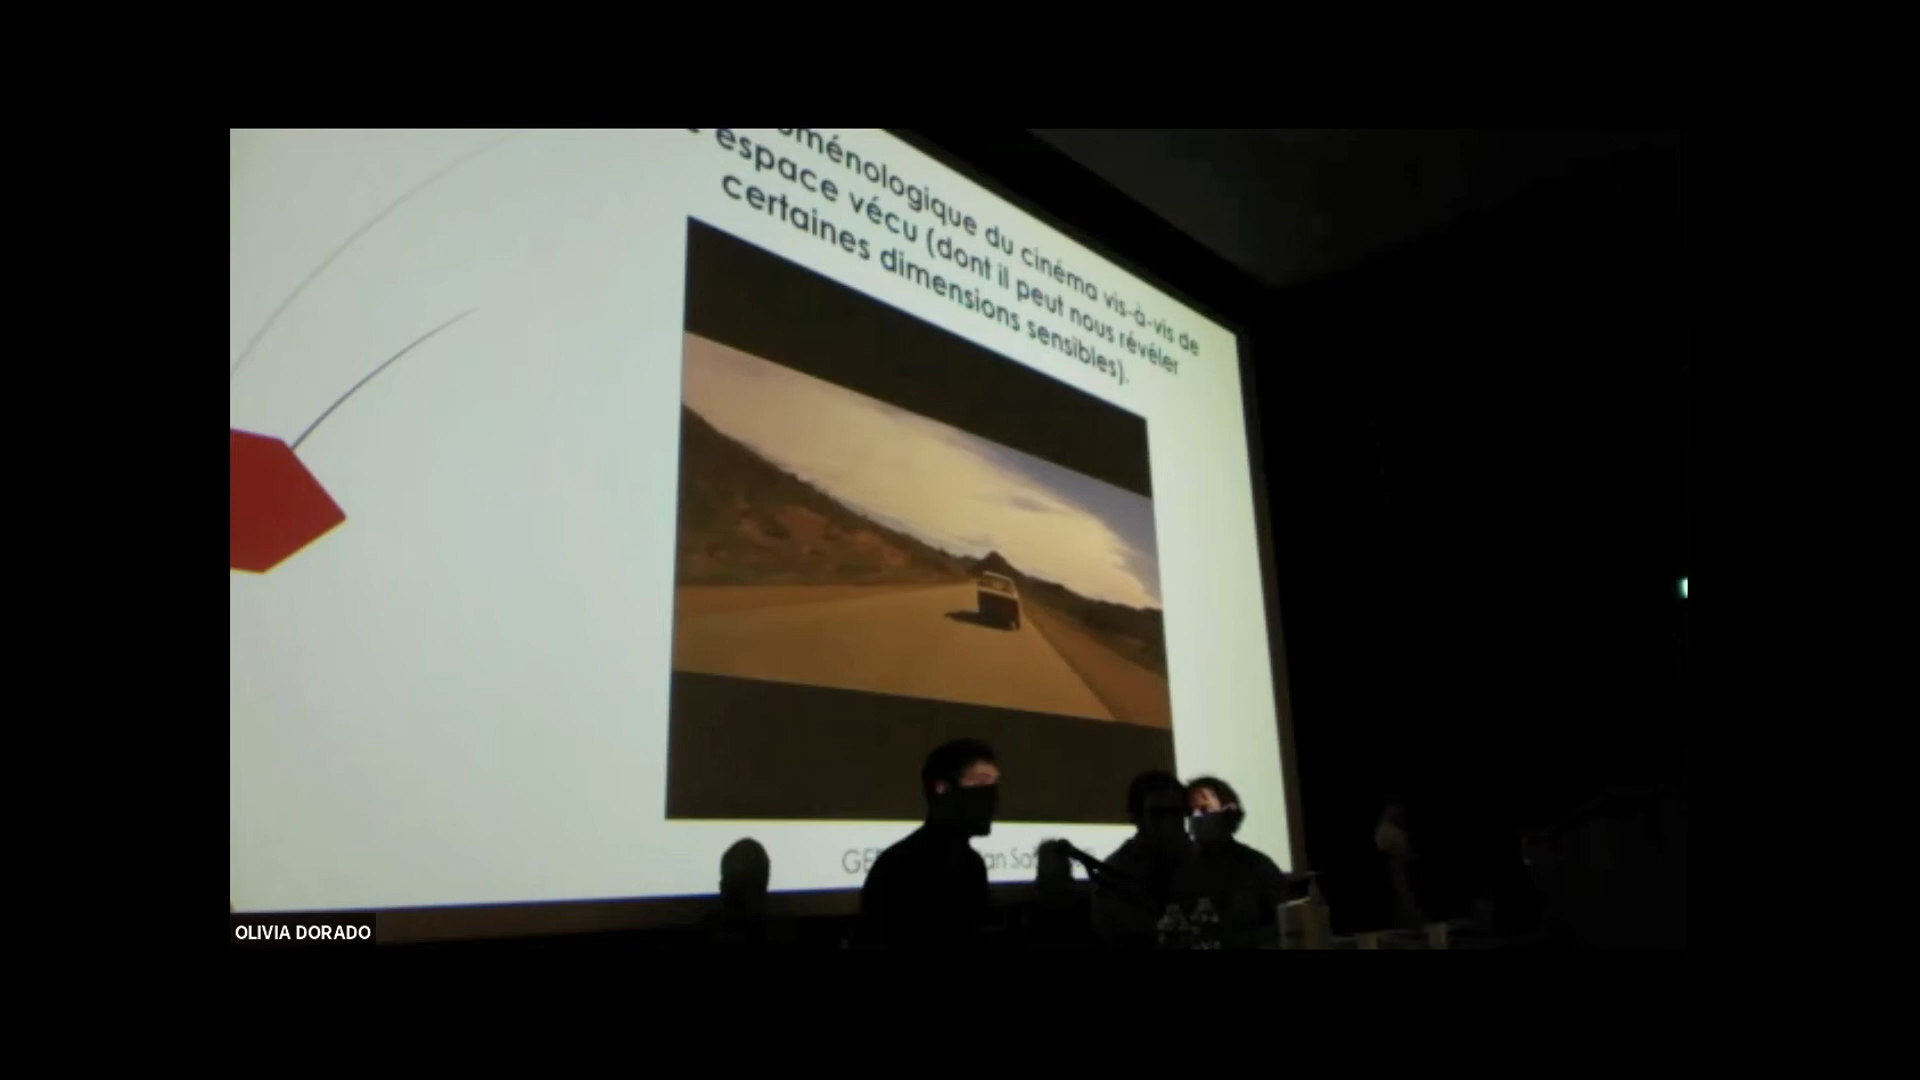 ménologique du cinéma vis-à-vis de
espace vécu (dont il peut nous révéler
certaines dimensions sensibles).
OLIVIA DORADO